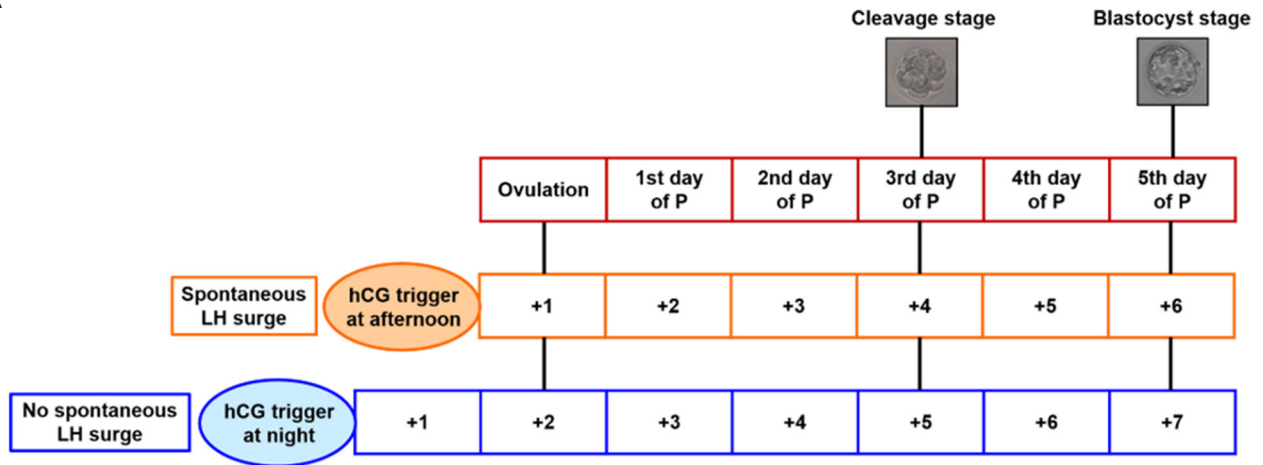 Cleavage stage
Blastocyst stage
Ovulation
1st day
of P
2nd day
of P
3rd day
of P
4th day
of P
5th day
of P
Spontaneous
LH surge
hCG trigger
at afternoon
+1
+2
+3
+4
+5
+6
No spontaneous
LH surge
hCG trigger
at night
+1
+2
+3
+4
+5
+6
+7